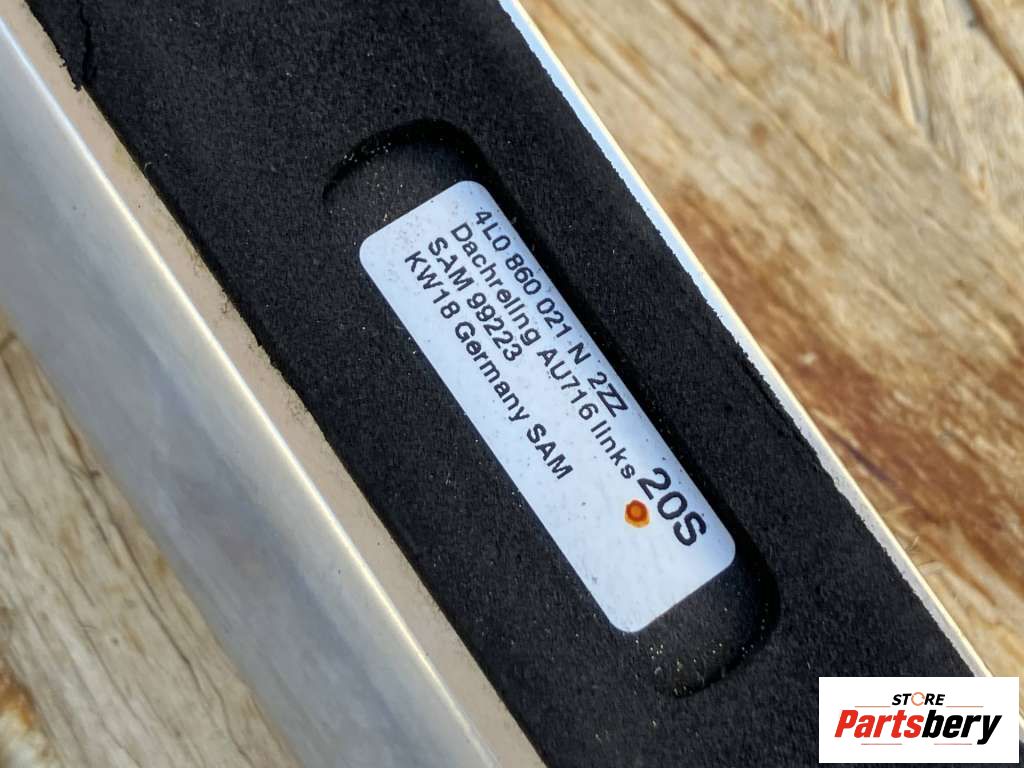 4L0 860 021 N 2ZZ
Dachreling AU716 links
SAM 99223
KW18 Germany SAM
20S
STORE
Partsbery